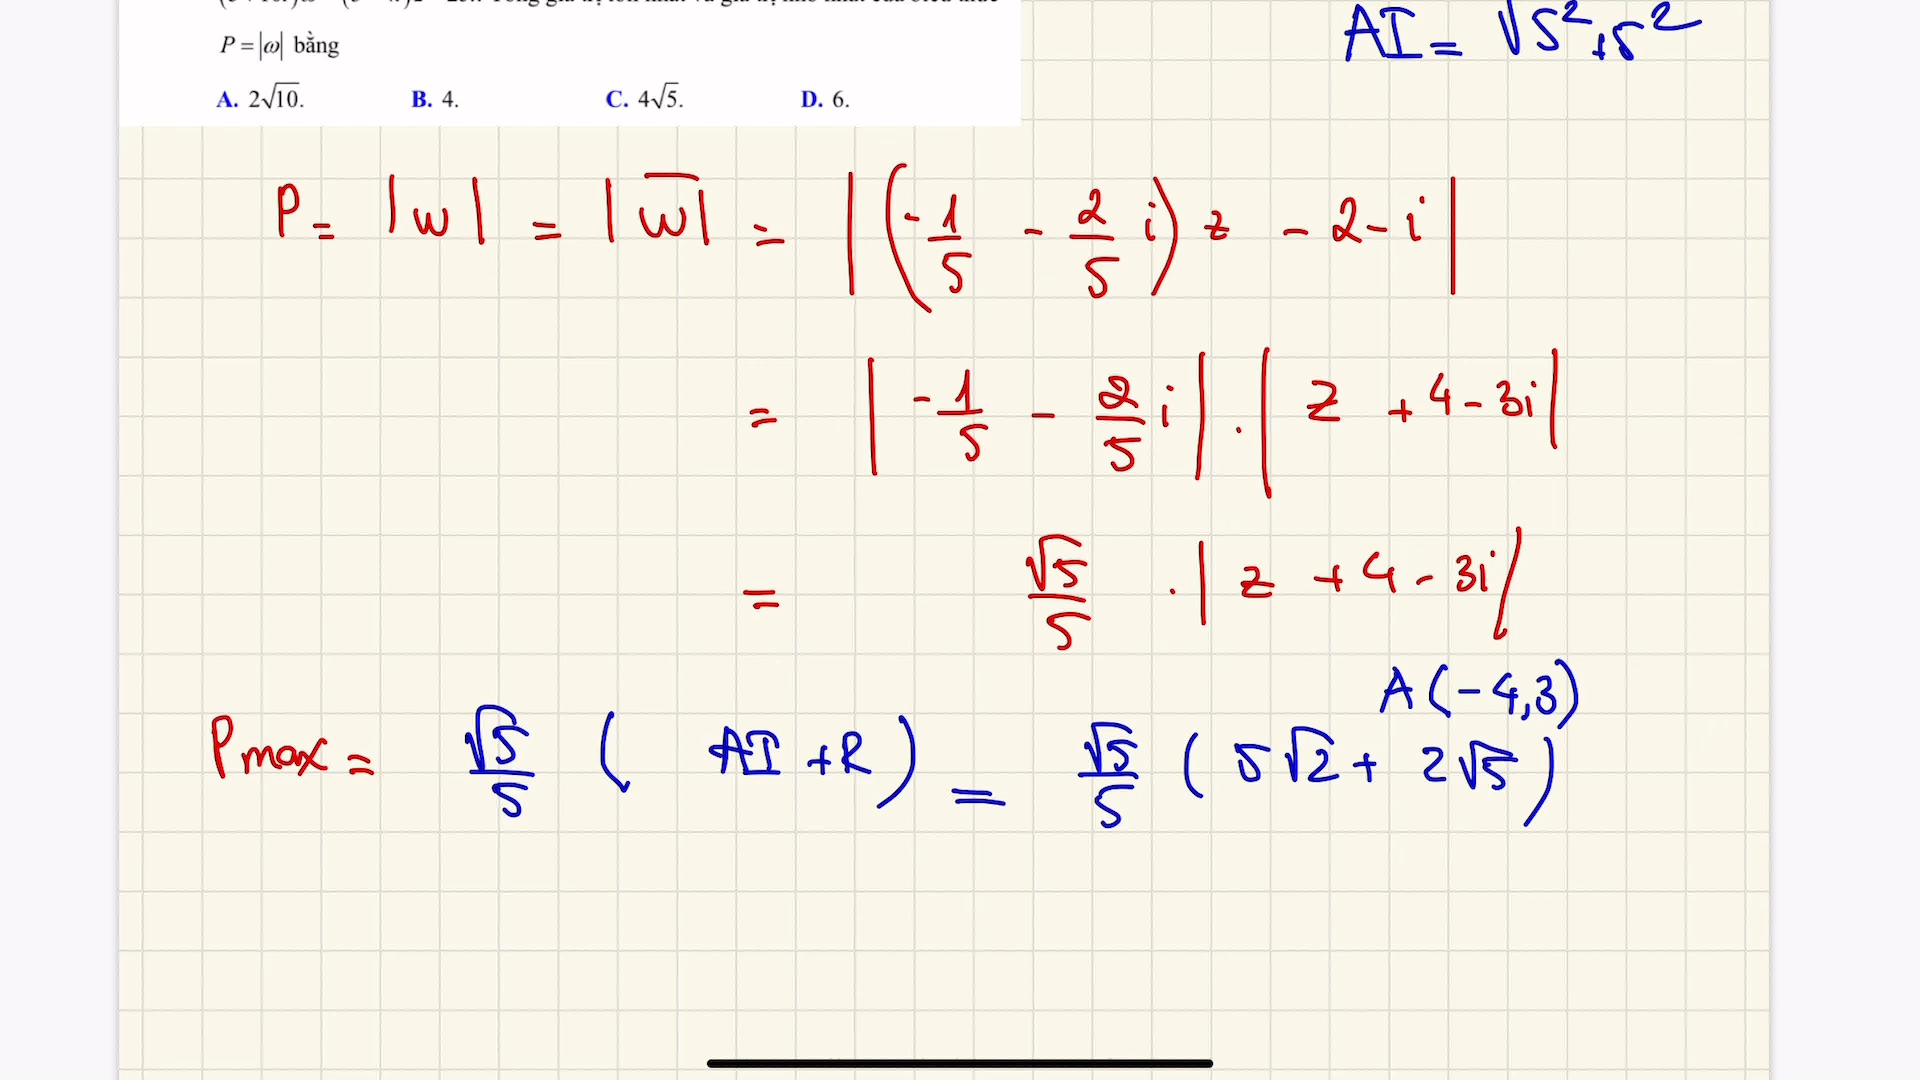 P = |ω| bằng
A. 2√10. B. 4. C. 4√5. D. 6.
AI = √5² + 5²
P = |w| = |w̅| = |(-1/5 - 2/5 i) z - 2 - i|
= |-1/5 - 2/5 i| . |z + 4 - 3i|
= √5/5 . |z + 4 - 3i|
A(-4,3)
Pmax = √5/5 (AI + R) = √5/5 (5√2 + 2√5)